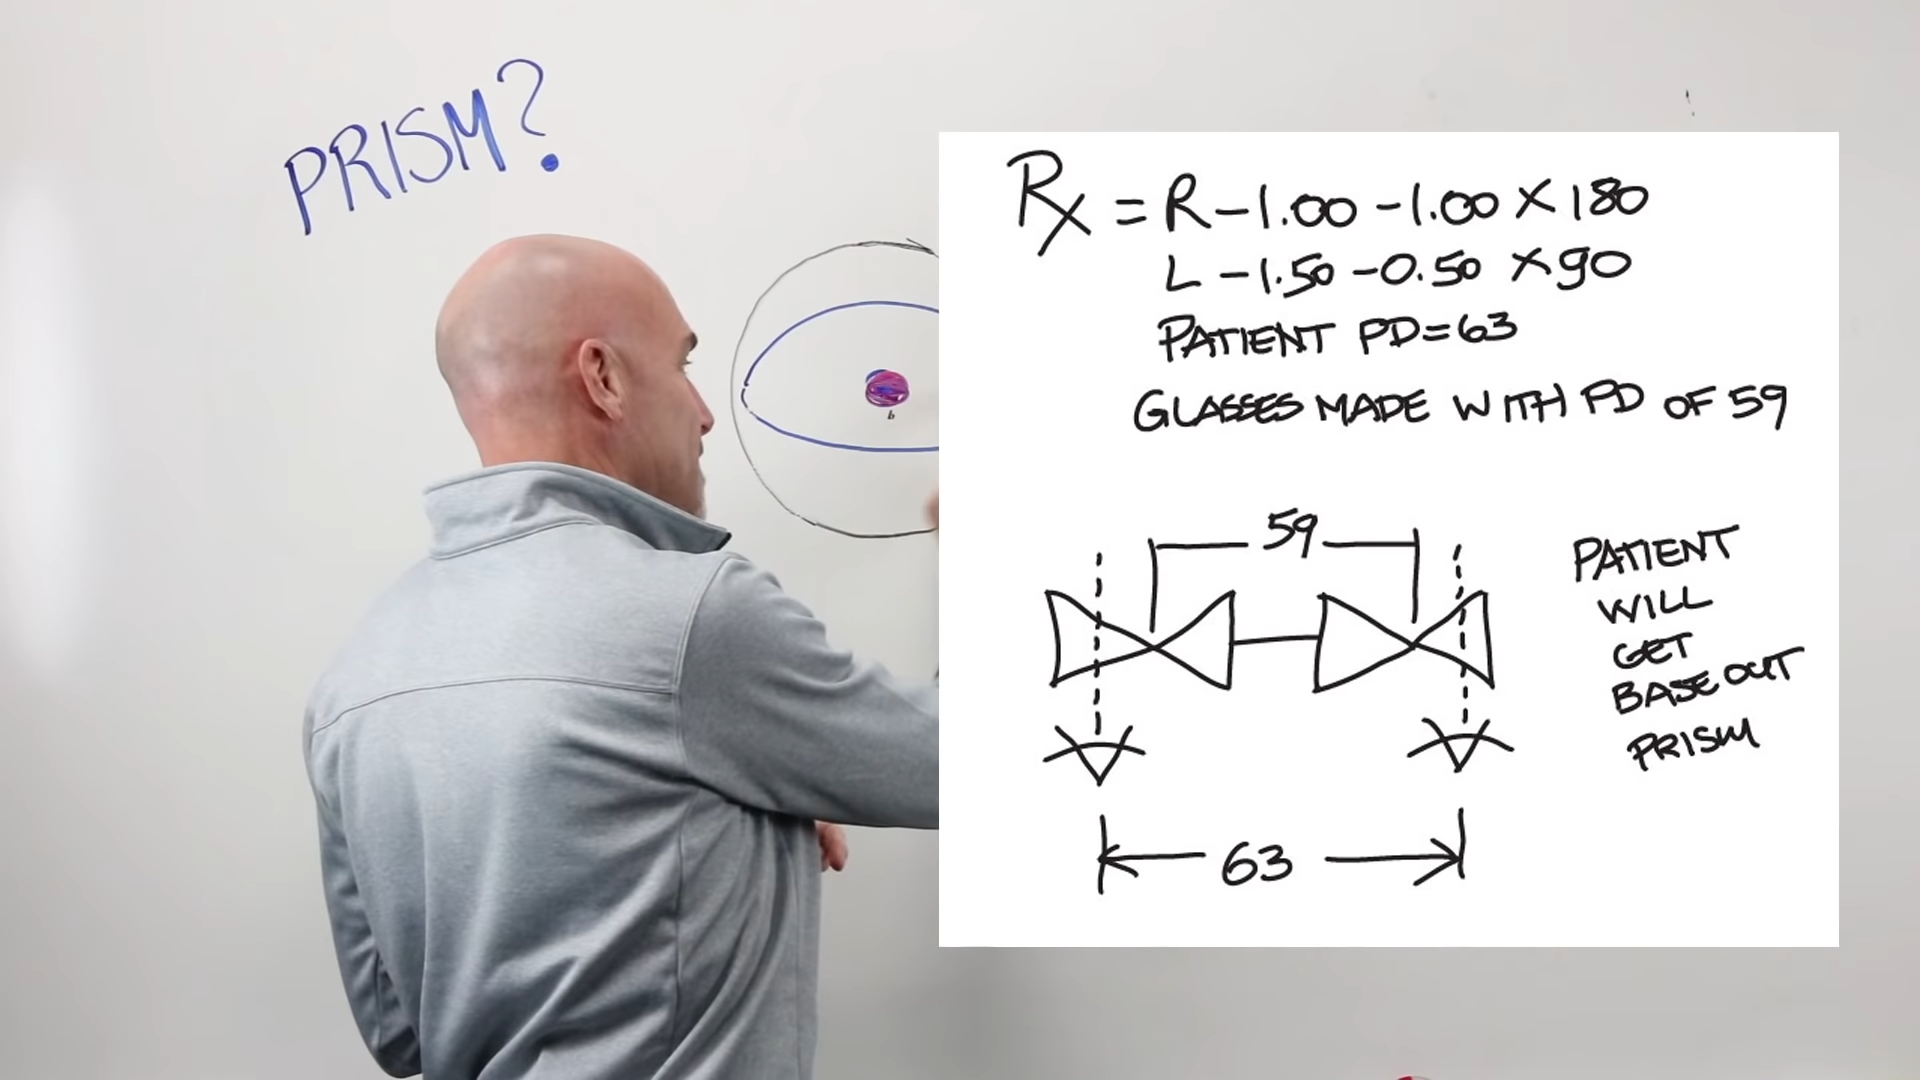 PRISM?
Rx = R -1.00 -1.00 X 180
L -1.50 -0.50 X 90
PATIENT PD=63
GLASSES MADE WITH PD OF 59
59
PATIENT
WILL
GET
BASE OUT
PRISM
63
b